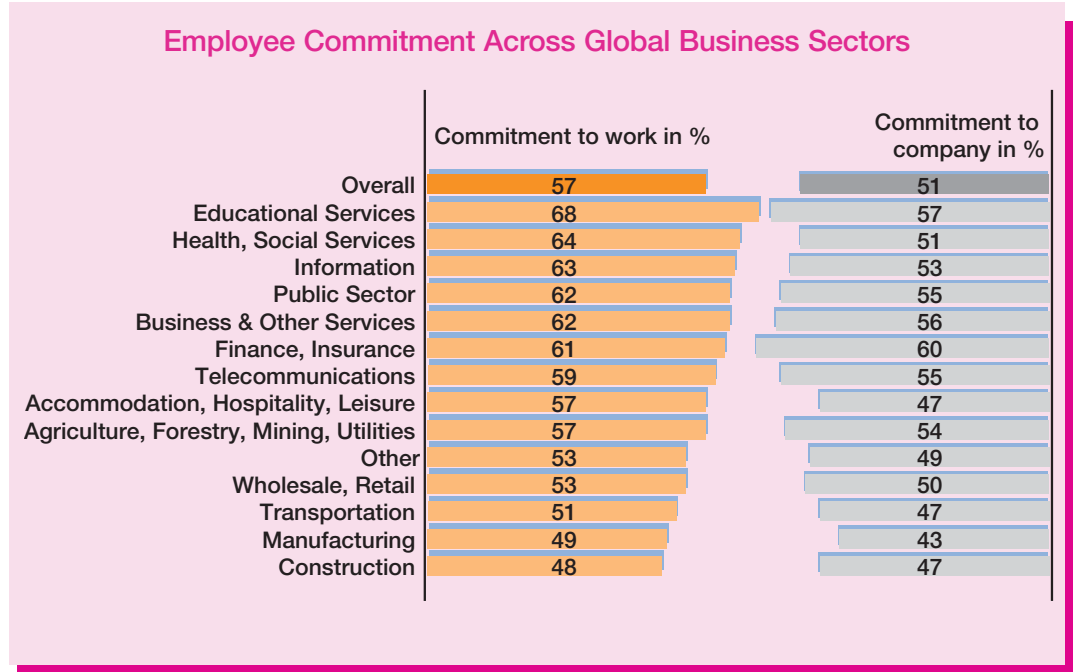 Employee Commitment Across Global Business Sectors
Commitment to work in %
Commitment to
company in %
Overall 57 51
Educational Services 68 57
Health, Social Services 64 51
Information 63 53
Public Sector 62 55
Business & Other Services 62 56
Finance, Insurance 61 60
Telecommunications 59 55
Accommodation, Hospitality, Leisure 57 47
Agriculture, Forestry, Mining, Utilities 57 54
Other 53 49
Wholesale, Retail 53 50
Transportation 51 47
Manufacturing 49 43
Construction 48 47